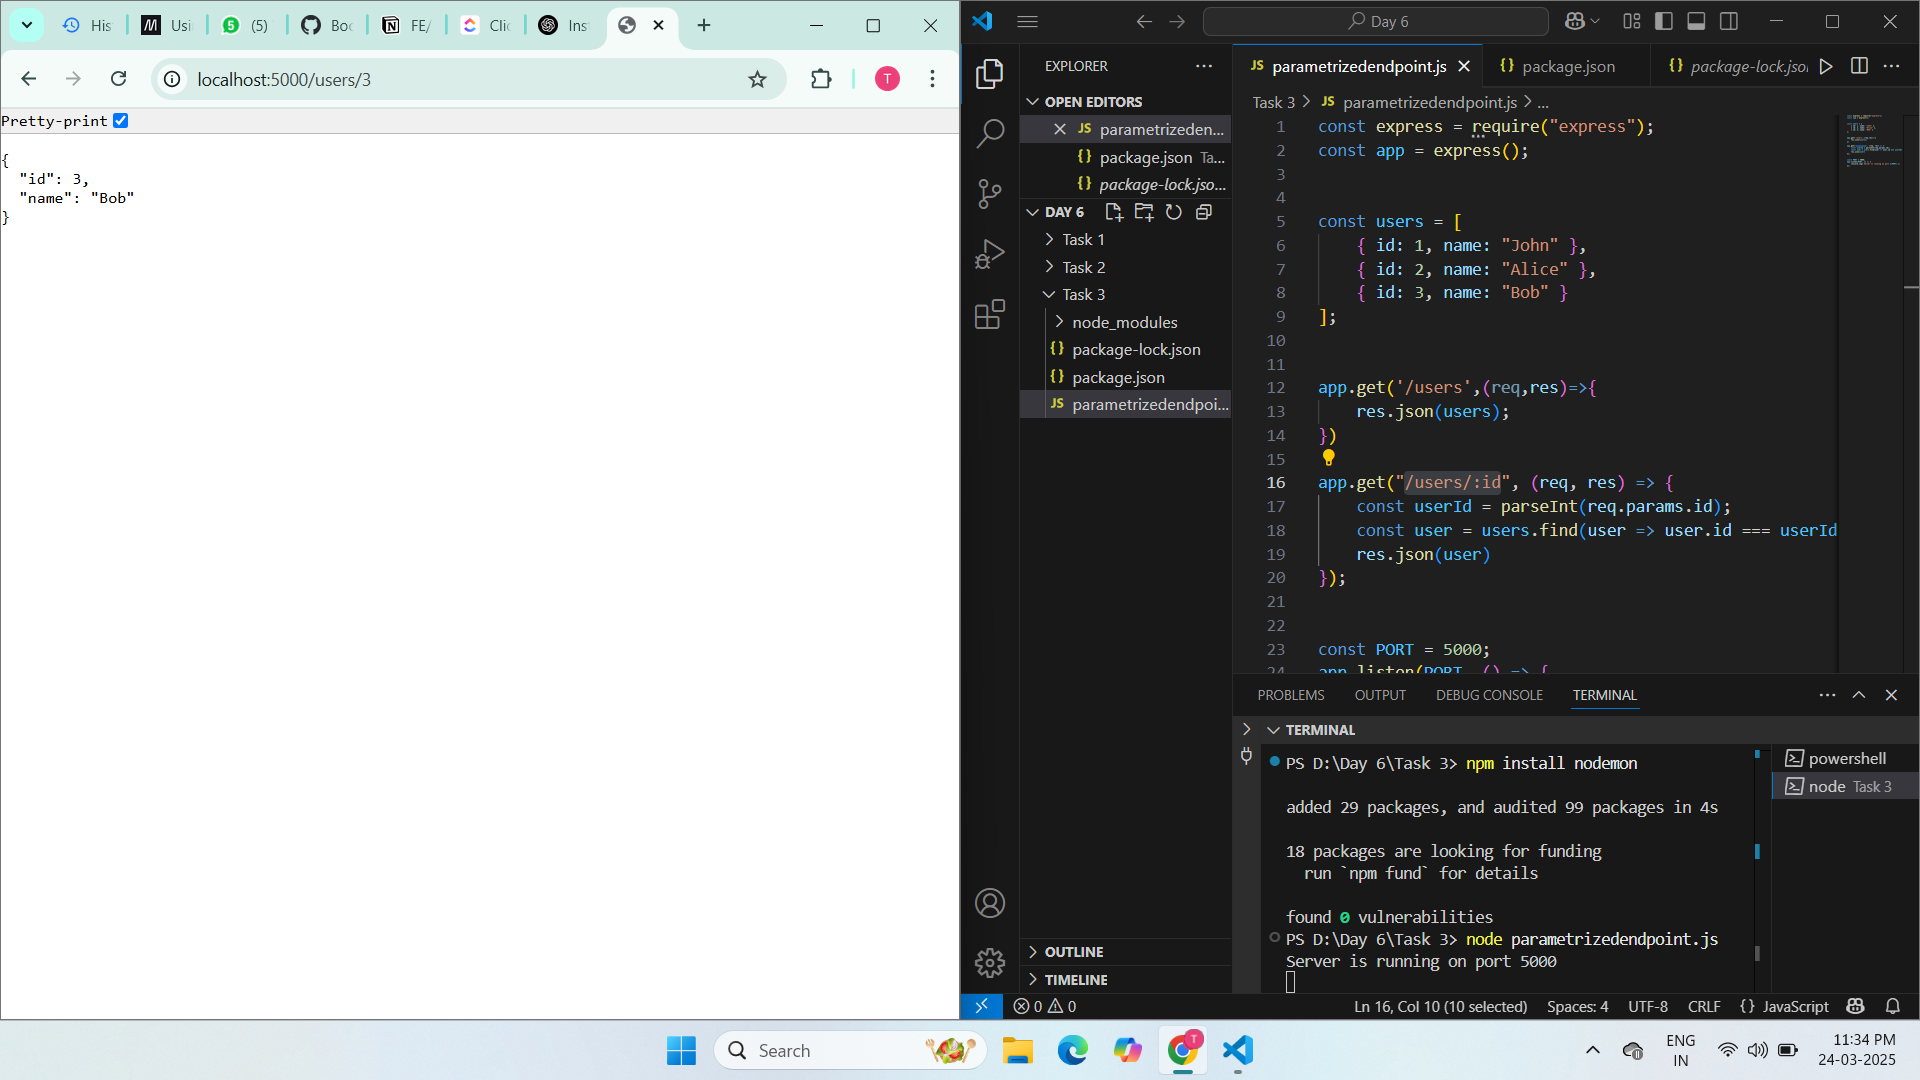 His
Usi
(5)
Boo
FE/
Clic
Ins
localhost:5000/users/3
T
Pretty-print
{
"id": 3,
"name": "Bob"
}
Day 6
EXPLORER
OPEN EDITORS
JS parametrizeden...
{} package.json Ta...
{} package-lock.jso...
DAY 6
Task 1
Task 2
Task 3
node_modules
{} package-lock.json
{} package.json
JS parametrizedendpoi...
OUTLINE
TIMELINE
JS parametrizedendpoint.js
{} package.json
{} package-lock.jso
Task 3 > JS parametrizedendpoint.js > ...
1 const express = require("express");
2 const app = express();
3
4
5 const users = [
6 { id: 1, name: "John" },
7 { id: 2, name: "Alice" },
8 { id: 3, name: "Bob" }
9 ];
10
11
12 app.get('/users',(req,res)=>{
13 res.json(users);
14 })
15
16 app.get("/users/:id", (req, res) => {
17 const userId = parseInt(req.params.id);
18 const user = users.find(user => user.id === userId
19 res.json(user)
20 });
21
22
23 const PORT = 5000;
24 app.listen(PORT, () => {
PROBLEMS OUTPUT DEBUG CONSOLE TERMINAL
TERMINAL
PS D:\Day 6\Task 3> npm install nodemon
added 29 packages, and audited 99 packages in 4s
18 packages are looking for funding
run `npm fund` for details
found 0 vulnerabilities
PS D:\Day 6\Task 3> node parametrizedendpoint.js
Server is running on port 5000
powershell
node Task 3
0 0
Ln 16, Col 10 (10 selected) Spaces: 4 UTF-8 CRLF {} JavaScript
Search
T
ENG
IN
11:34 PM
24-03-2025